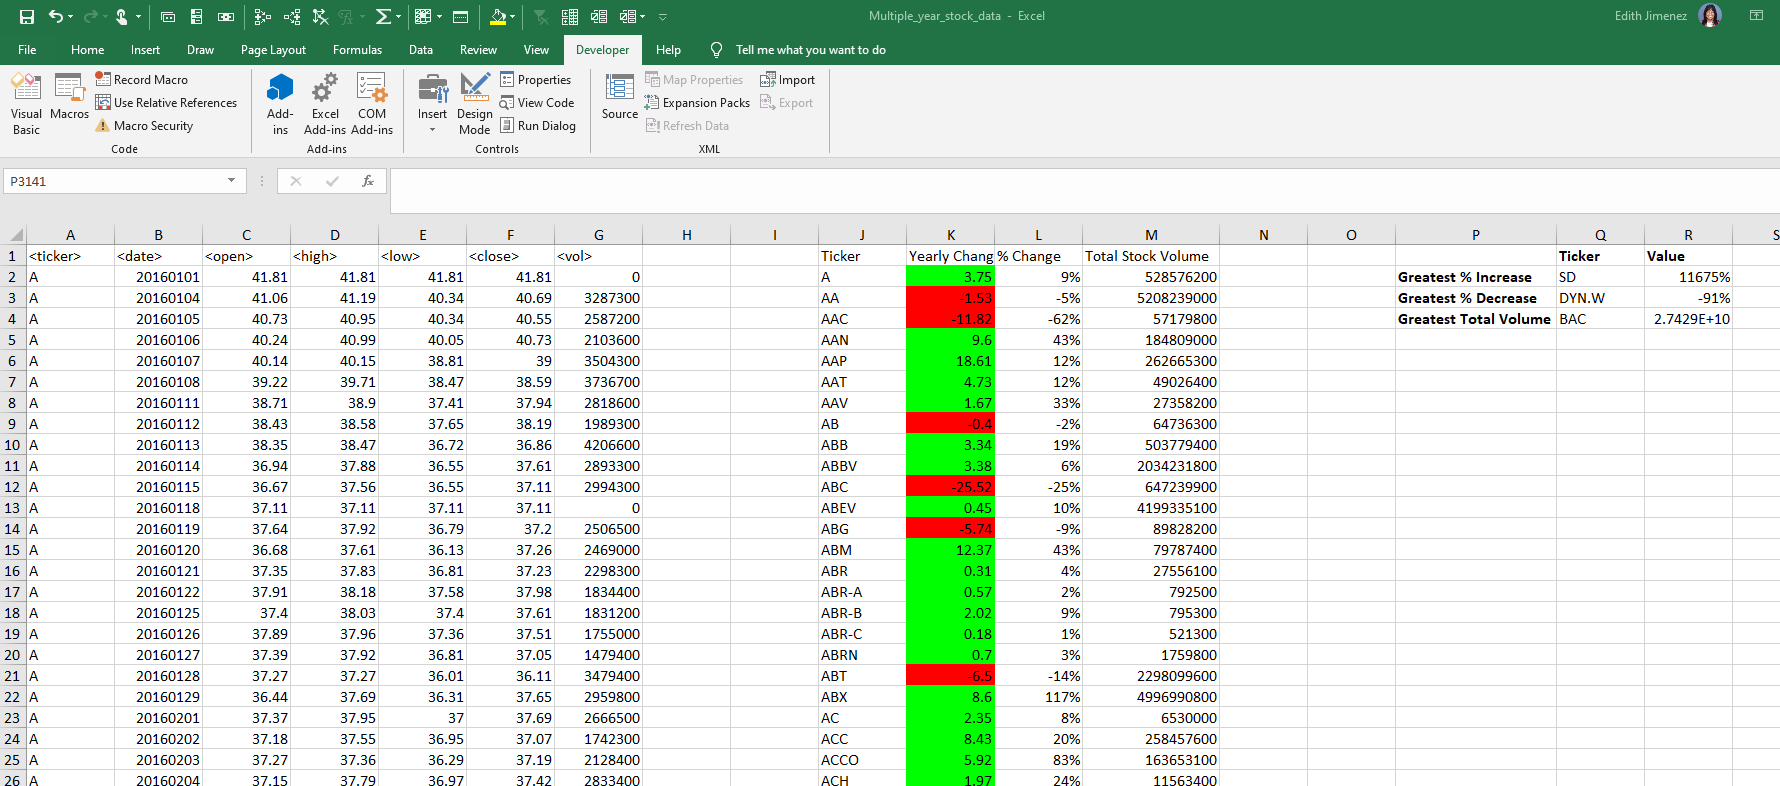 Multiple_year_stock_data - Excel
Edith Jimenez
File Home Insert Draw Page Layout Formulas Data Review View Developer Help Tell me what you want to do
Visual Basic
Macros
Record Macro
Use Relative References
Macro Security
Code
Add-ins
Excel Add-ins
COM Add-ins
Add-ins
Insert
Design Mode
Properties
View Code
Run Dialog
Controls
Source
Map Properties
Expansion Packs
Refresh Data
Import
Export
XML
P3141
fx
A B C D E F G H I J K L M N O P Q R S
1 <ticker> <date> <open> <high> <low> <close> <vol> Ticker Yearly Chang % Change Total Stock Volume Ticker Value
2 A 20160101 41.81 41.81 41.81 41.81 0 A 3.75 9% 528576200 Greatest % Increase SD 11675%
3 A 20160104 41.06 41.19 40.34 40.69 3287300 AA -1.53 -5% 5208239000 Greatest % Decrease DYN.W -91%
4 A 20160105 40.73 40.95 40.34 40.55 2587200 AAC -11.82 -62% 57179800 Greatest Total Volume BAC 2.7429E+10
5 A 20160106 40.24 40.99 40.05 40.73 2103600 AAN 9.6 43% 184809000
6 A 20160107 40.14 40.15 38.81 39 3504300 AAP 18.61 12% 262665300
7 A 20160108 39.22 39.71 38.47 38.59 3736700 AAT 4.73 12% 49026400
8 A 20160111 38.71 38.9 37.41 37.94 2818600 AAV 1.67 33% 27358200
9 A 20160112 38.43 38.58 37.65 38.19 1989300 AB -0.4 -2% 64736300
10 A 20160113 38.35 38.47 36.72 36.86 4206600 ABB 3.34 19% 503779400
11 A 20160114 36.94 37.88 36.55 37.61 2893300 ABBV 3.38 6% 2034231800
12 A 20160115 36.67 37.56 36.55 37.11 2994300 ABC -25.52 -25% 647239900
13 A 20160118 37.11 37.11 37.11 37.11 0 ABEV 0.45 10% 4199335100
14 A 20160119 37.64 37.92 36.79 37.2 2506500 ABG -5.74 -9% 89828200
15 A 20160120 36.68 37.61 36.13 37.26 2469000 ABM 12.37 43% 79787400
16 A 20160121 37.35 37.83 36.81 37.23 2298300 ABR 0.31 4% 27556100
17 A 20160122 37.91 38.18 37.58 37.98 1834400 ABR-A 0.57 2% 792500
18 A 20160125 37.4 38.03 37.4 37.61 1831200 ABR-B 2.02 9% 795300
19 A 20160126 37.89 37.96 37.36 37.51 1755000 ABR-C 0.18 1% 521300
20 A 20160127 37.39 37.92 36.81 37.05 1479400 ABRN 0.7 3% 1759800
21 A 20160128 37.27 37.27 36.01 36.11 3479400 ABT -6.5 -14% 2298099600
22 A 20160129 36.44 37.69 36.31 37.65 2959800 ABX 8.6 117% 4996990800
23 A 20160201 37.37 37.95 37 37.69 2666500 AC 2.35 8% 6530000
24 A 20160202 37.18 37.55 36.95 37.07 1742300 ACC 8.43 20% 258457600
25 A 20160203 37.27 37.36 36.29 37.19 2128400 ACCO 5.92 83% 163653100
26 A 20160204 37.15 37.79 36.97 37.42 2833400 ACH 1.97 24% 11563400